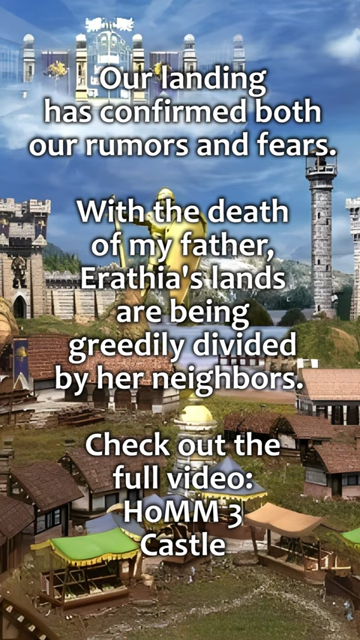 Our landing
has confirmed both
our rumors and fears.
With the death
of my father,
Erathia's lands
are being
greedily divided
by her neighbors.
Check out the
full video:
HoMM 3
Castle